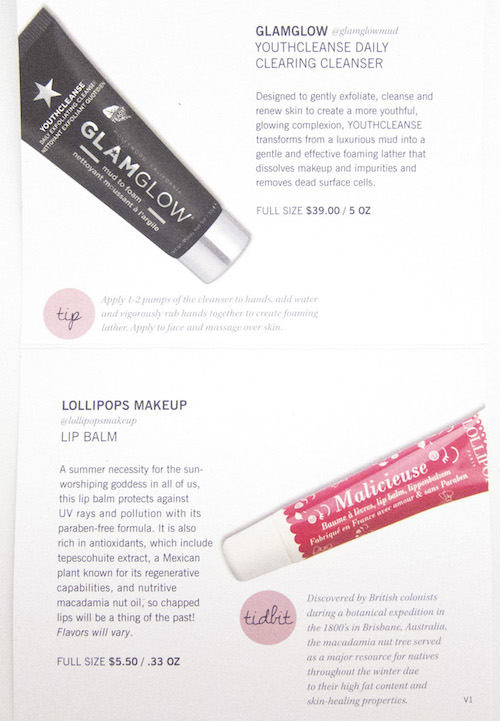 GLAMGLOW @glamglowmud
YOUTHCLEANSE DAILY
CLEARING CLEANSER
Designed to gently exfoliate, cleanse and
renew skin to create a more youthful,
glowing complexion, YOUTHCLEANSE
transforms from a luxurious mud into a
gentle and effective foaming lather that
dissolves makeup and impurities and
removes dead surface cells.
FULL SIZE $39.00 / 5 OZ
YOUTHCLEANSE
DAILY EXFOLIATING CLEANSER
NETTOYANT EXFOLIANT QUOTIDIEN
GLAMGLOW
mud to foam
nettoyant moussant à l'argile
tip
Apply 1-2 pumps of the cleanser to hands, add water
and vigorously rub hands together to create foaming
lather. Apply to face and massage over skin.
LOLLIPOPS MAKEUP
@lollipopsmakeup
LIP BALM
A summer necessity for the sun-
worshiping goddess in all of us,
this lip balm protects against
UV rays and pollution with its
paraben-free formula. It is also
rich in antioxidants, which include
tepescohuite extract, a Mexican
plant known for its regenerative
capabilities, and nutritive
macadamia nut oil, so chapped
lips will be a thing of the past!
Flavors will vary.
FULL SIZE $5.50 / .33 OZ
LOLLIPO
Malicieuse
Baume à lèvres, lip balm, lippenbalsem
Fabriqué en France avec amour & sans Paraben
tidbit
Discovered by British colonists
during a botanical expedition in
the 1800's in Brisbane, Australia,
the macadamia nut tree served
as a major resource for natives
throughout the winter due
to their high fat content and
skin-healing properties.
V1